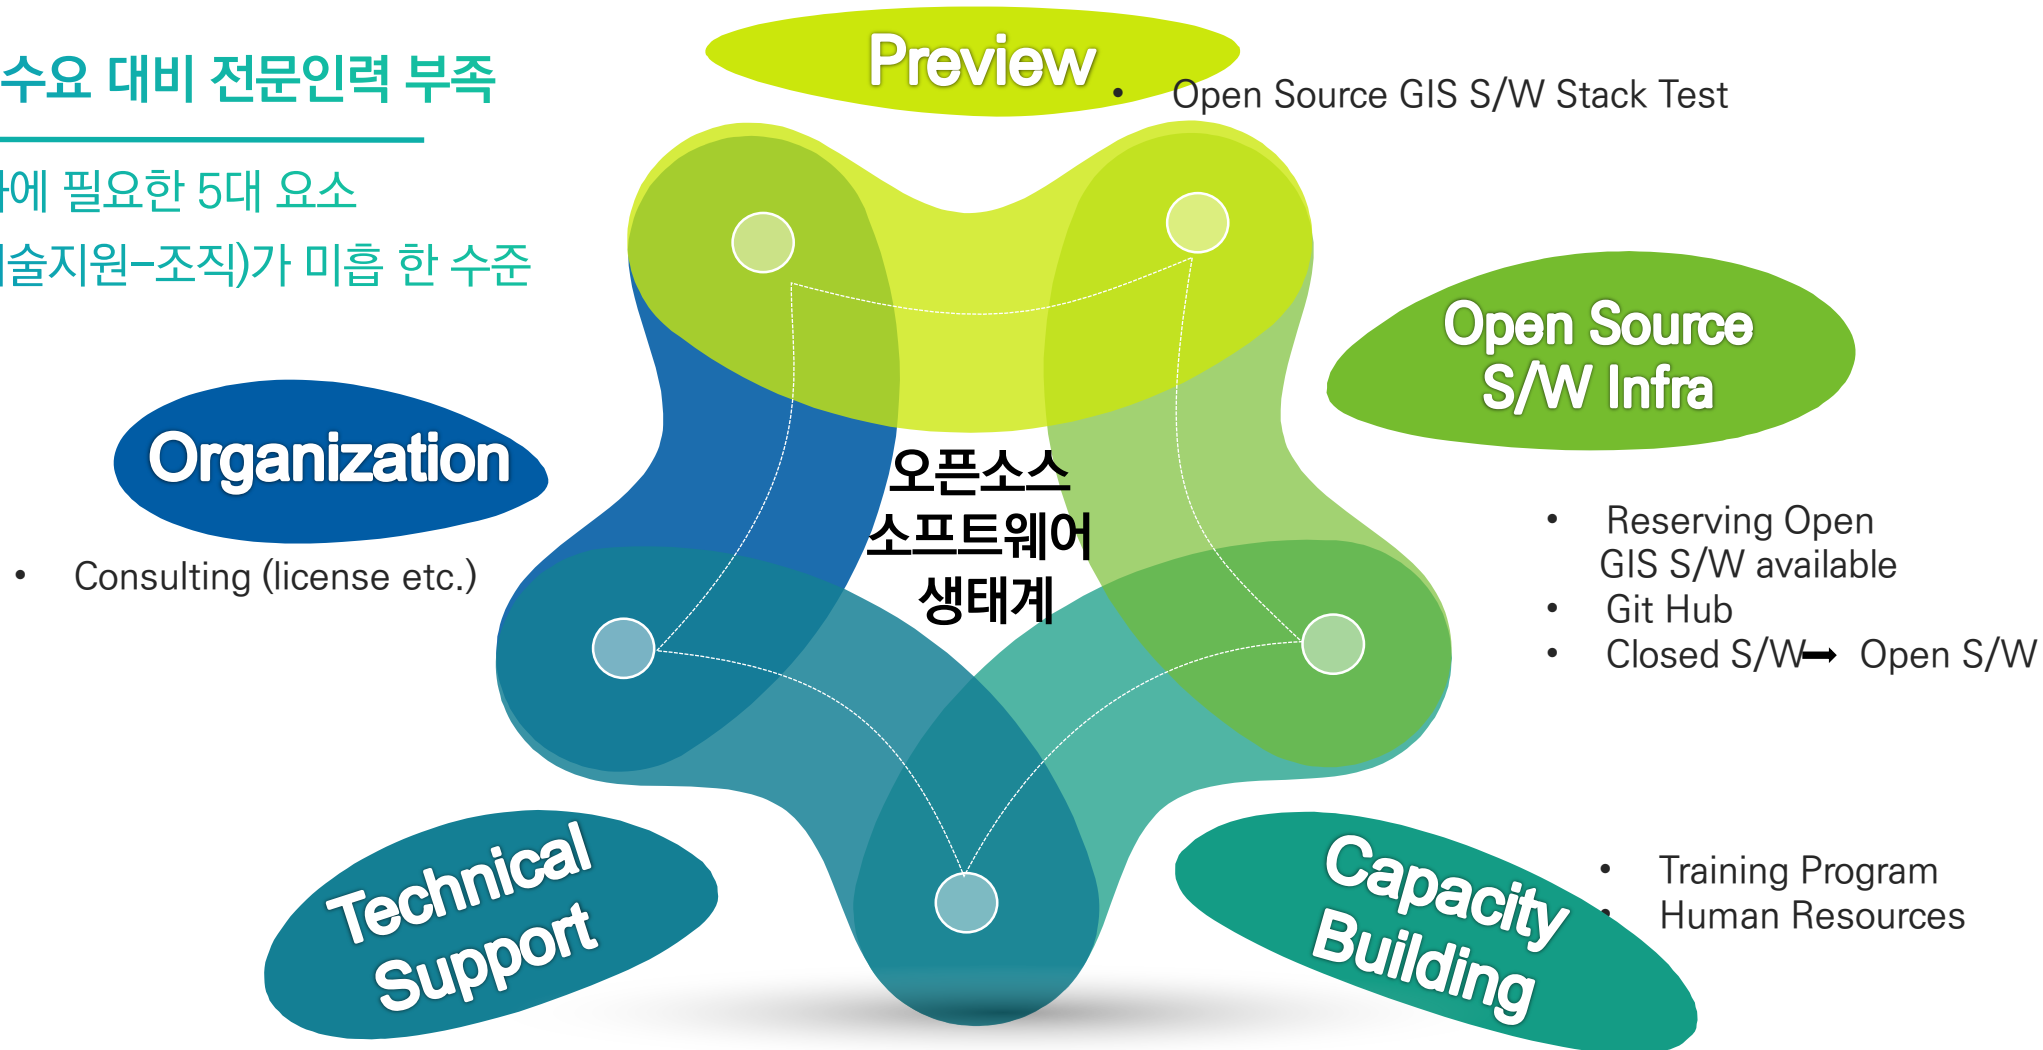 수요 대비 전문인력 부족
에 필요한 5대 요소
술지원-조직)가 미흡 한 수준
Preview
• Open Source GIS S/W Stack Test
Open Source
S/W Infra
• Reserving Open
GIS S/W available
• Git Hub
• Closed S/W → Open S/W
Organization
• Consulting (license etc.)
오픈소스
소프트웨어
생태계
Technical
Support
Capacity
Building
• Training Program
• Human Resources